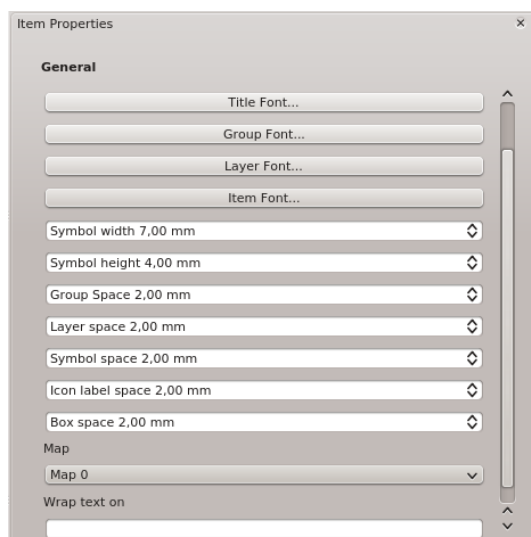 Item Properties
General
Title Font...
Group Font...
Layer Font...
Item Font...
Symbol width 7,00 mm
Symbol height 4,00 mm
Group Space 2,00 mm
Layer space 2,00 mm
Symbol space 2,00 mm
Icon label space 2,00 mm
Box space 2,00 mm
Map
Map 0
Wrap text on